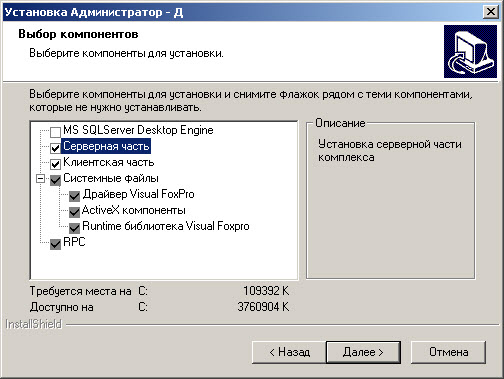 Установка Администратор - Д
Выбор компонентов
Выберите компоненты для установки.
Выберите компоненты для установки и снимите флажок рядом с теми компонентами,
которые не нужно устанавливать.
MS SQLServer Desktop Engine
Серверная часть
Клиентская часть
Системные файлы
Драйвер Visual FoxPro
ActiveX компоненты
Runtime библиотека Visual Foxpro
RPC
Описание
Установка серверной части
комплекса
Требуется места на C: 109392 K
Доступно на C: 3760904 K
InstallShield
< Назад Далее > Отмена